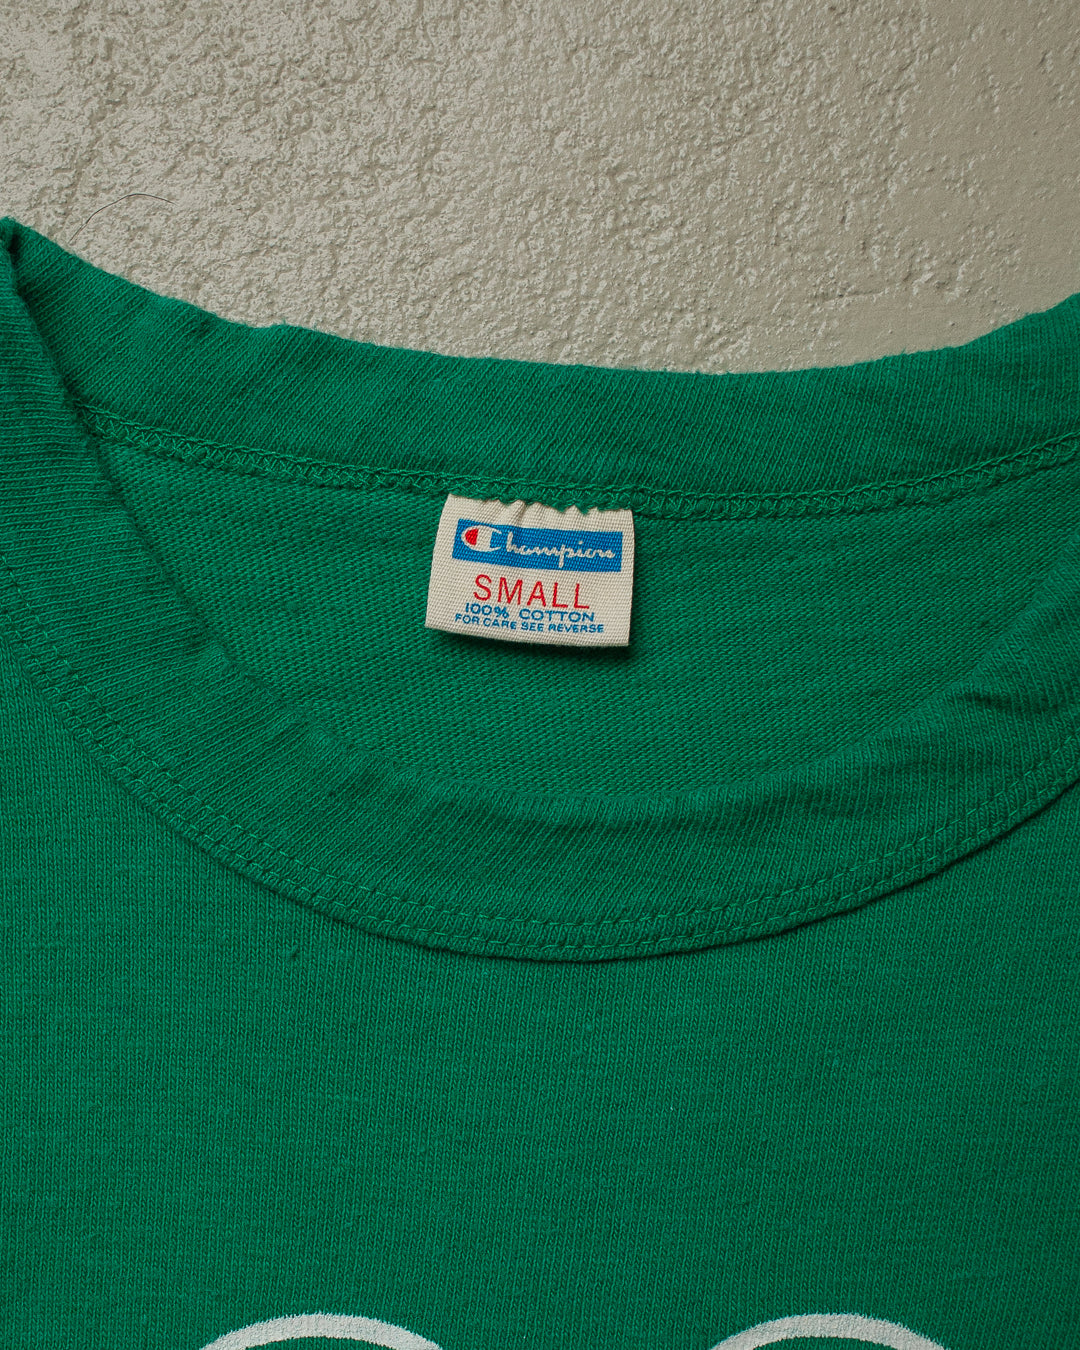 Champion
SMALL
100% COTTON
FOR CARE SEE REVERSE